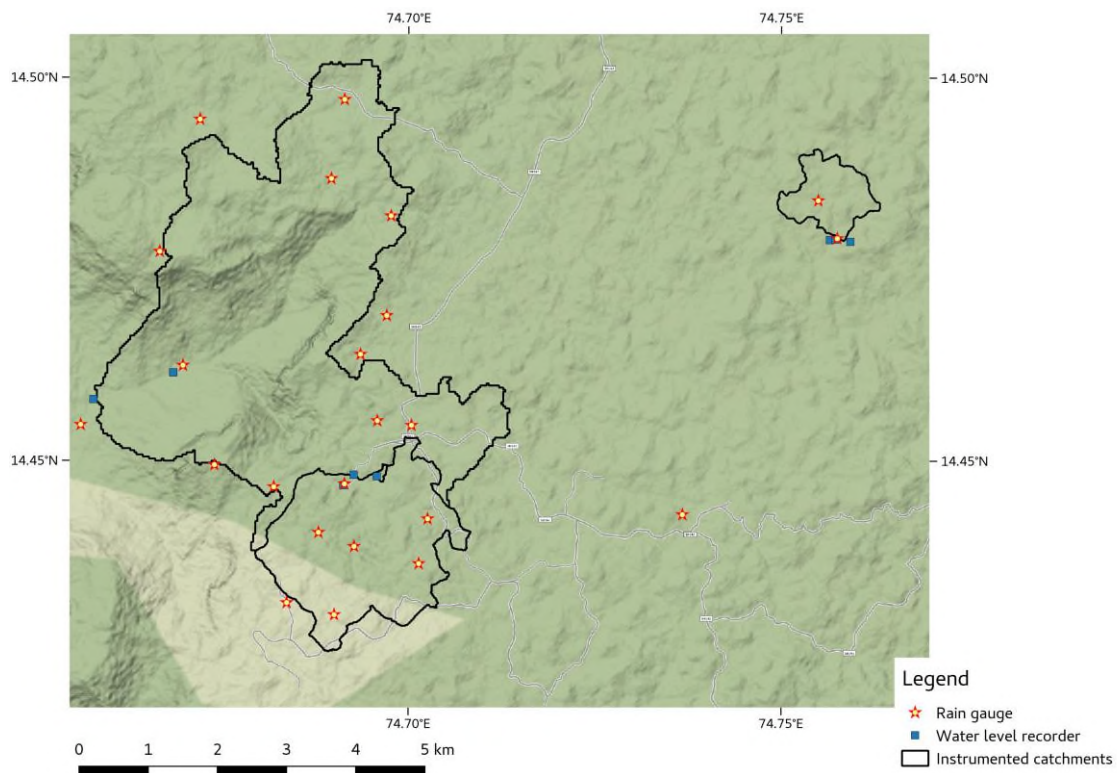 74.70°E 74.75°E
14.50°N 14.50°N
14.45°N 14.45°N
74.70°E 74.75°E
Legend
Rain gauge
Water level recorder
Instrumented catchments
0 1 2 3 4 5 km